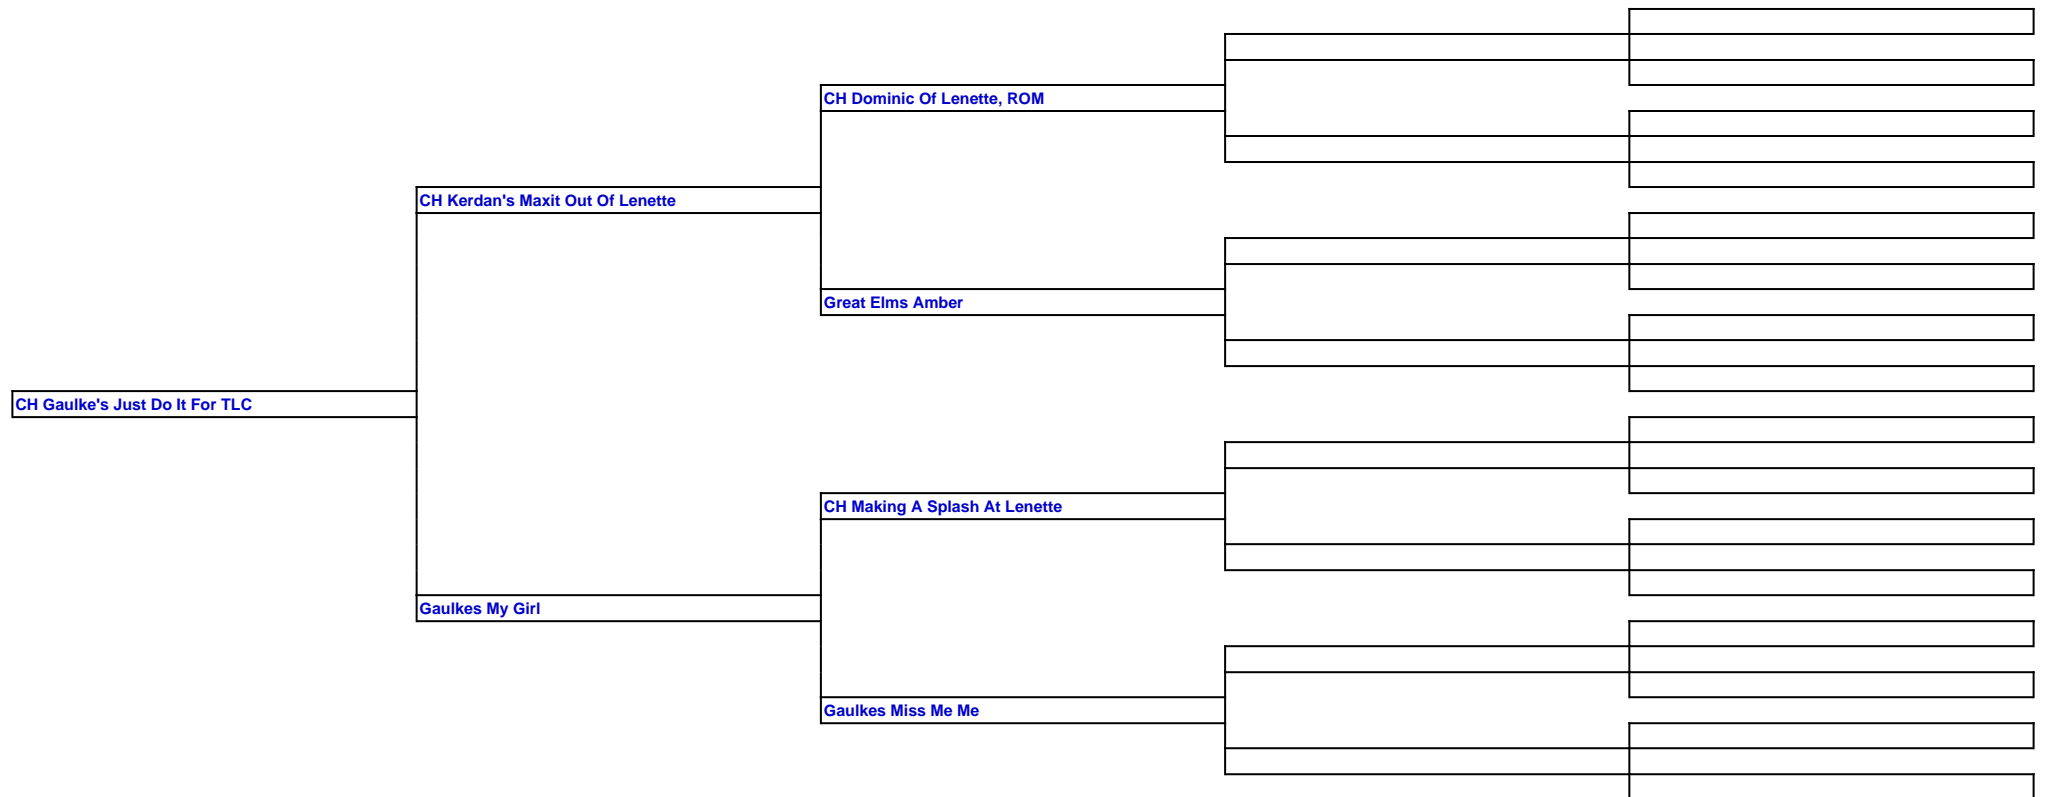 CH Dominic Of Lenette, ROM
CH Kerdan's Maxit Out Of Lenette
Great Elms Amber
CH Gaulke's Just Do It For TLC
CH Making A Splash At Lenette
Gaulkes My Girl
Gaulkes Miss Me Me